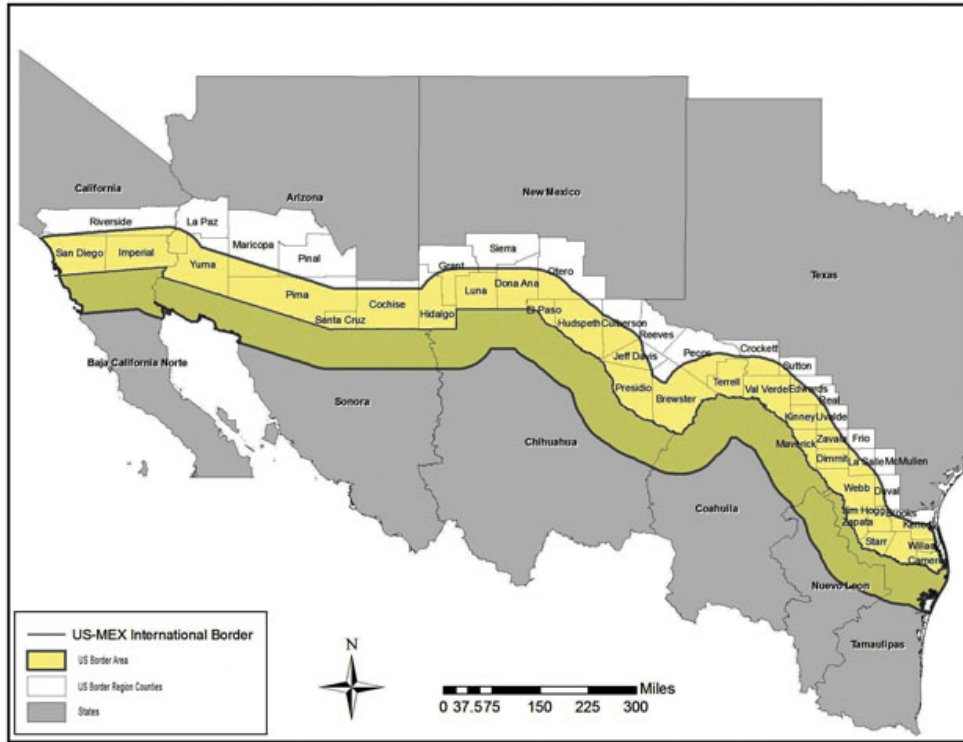 California
Arizona
New Mexico
Texas
Riverside
La Paz
Maricopa
Pinal
Grant
Sierra
Otero
San Diego
Imperial
Yuma
Pima
Santa Cruz
Cochise
Hidalgo
Luna
Dona Ana
El Paso
Hudspeth
Culberson
Reeves
Jeff Davis
Pecos
Crockett
Sutton
Presidio
Brewster
Terrell
Val Verde
Edwards
Real
Kinney
Uvalde
Maverick
Zavala
Frio
Dimmit
La Salle
McMullen
Webb
Duval
Jim Hogg
Brooks
Zapata
Kenedy
Starr
Willac
Camero
Baja California Norte
Sonora
Chihuahua
Coahuila
Nuevo Leon
Tamaulipas
US-MEX International Border
US Border Area
US Border Region Counties
States
N
Miles
0 37.575 150 225 300